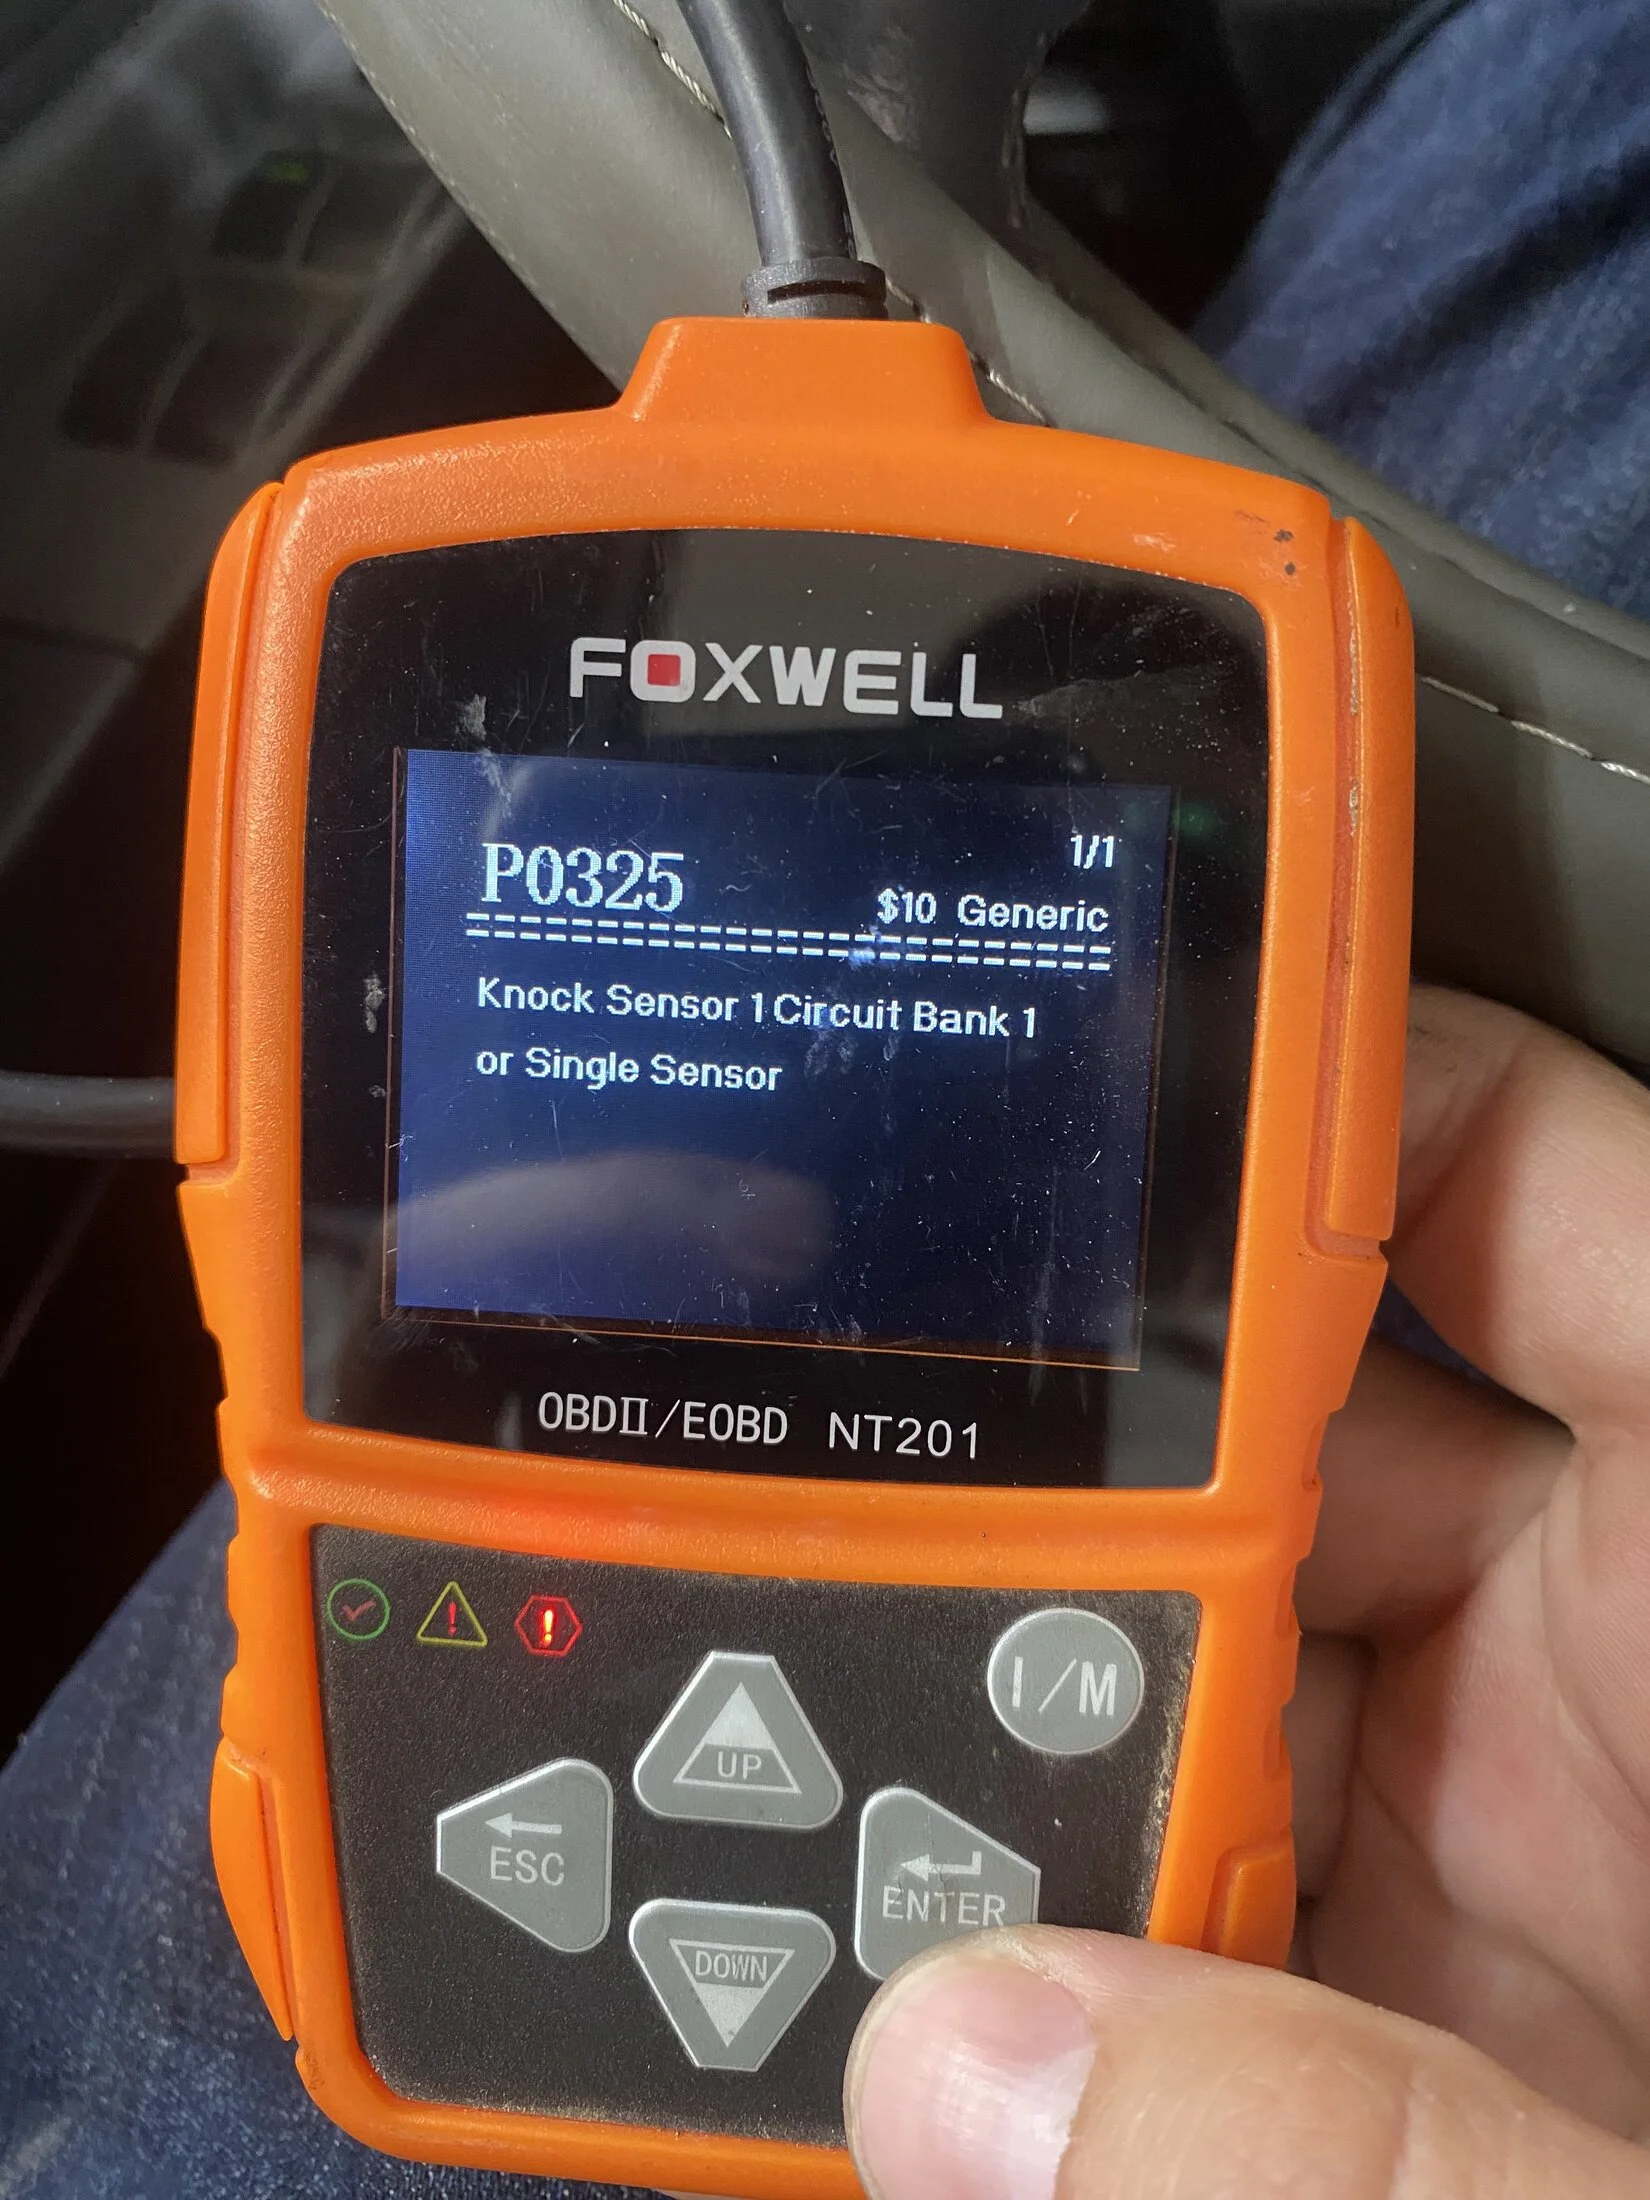 FOXWELL
1/1
P0325
$10 Generic
==========================
Knock Sensor 1 Circuit Bank 1
or Single Sensor
OBDII/EOBD NT201
I/M
UP
ESC
ENTER
DOWN